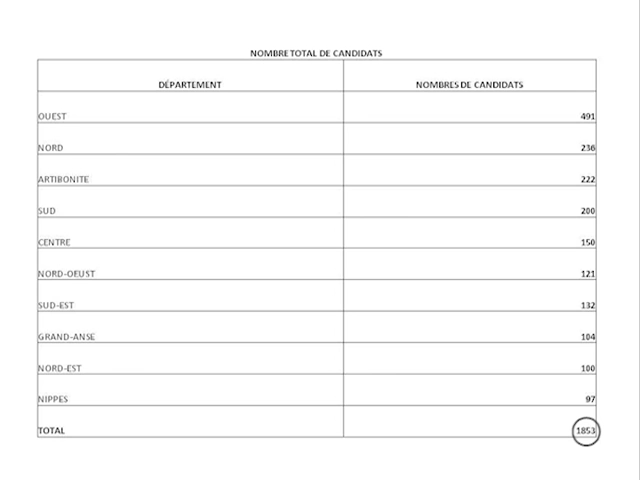 NOMBRE TOTAL DE CANDIDATS
DÉPARTEMENT NOMBRES DE CANDIDATS
OUEST 491
NORD 236
ARTIBONITE 222
SUD 200
CENTRE 150
NORD-OEUST 121
SUD-EST 132
GRAND-ANSE 104
NORD-EST 100
NIPPES 97
TOTAL 1853